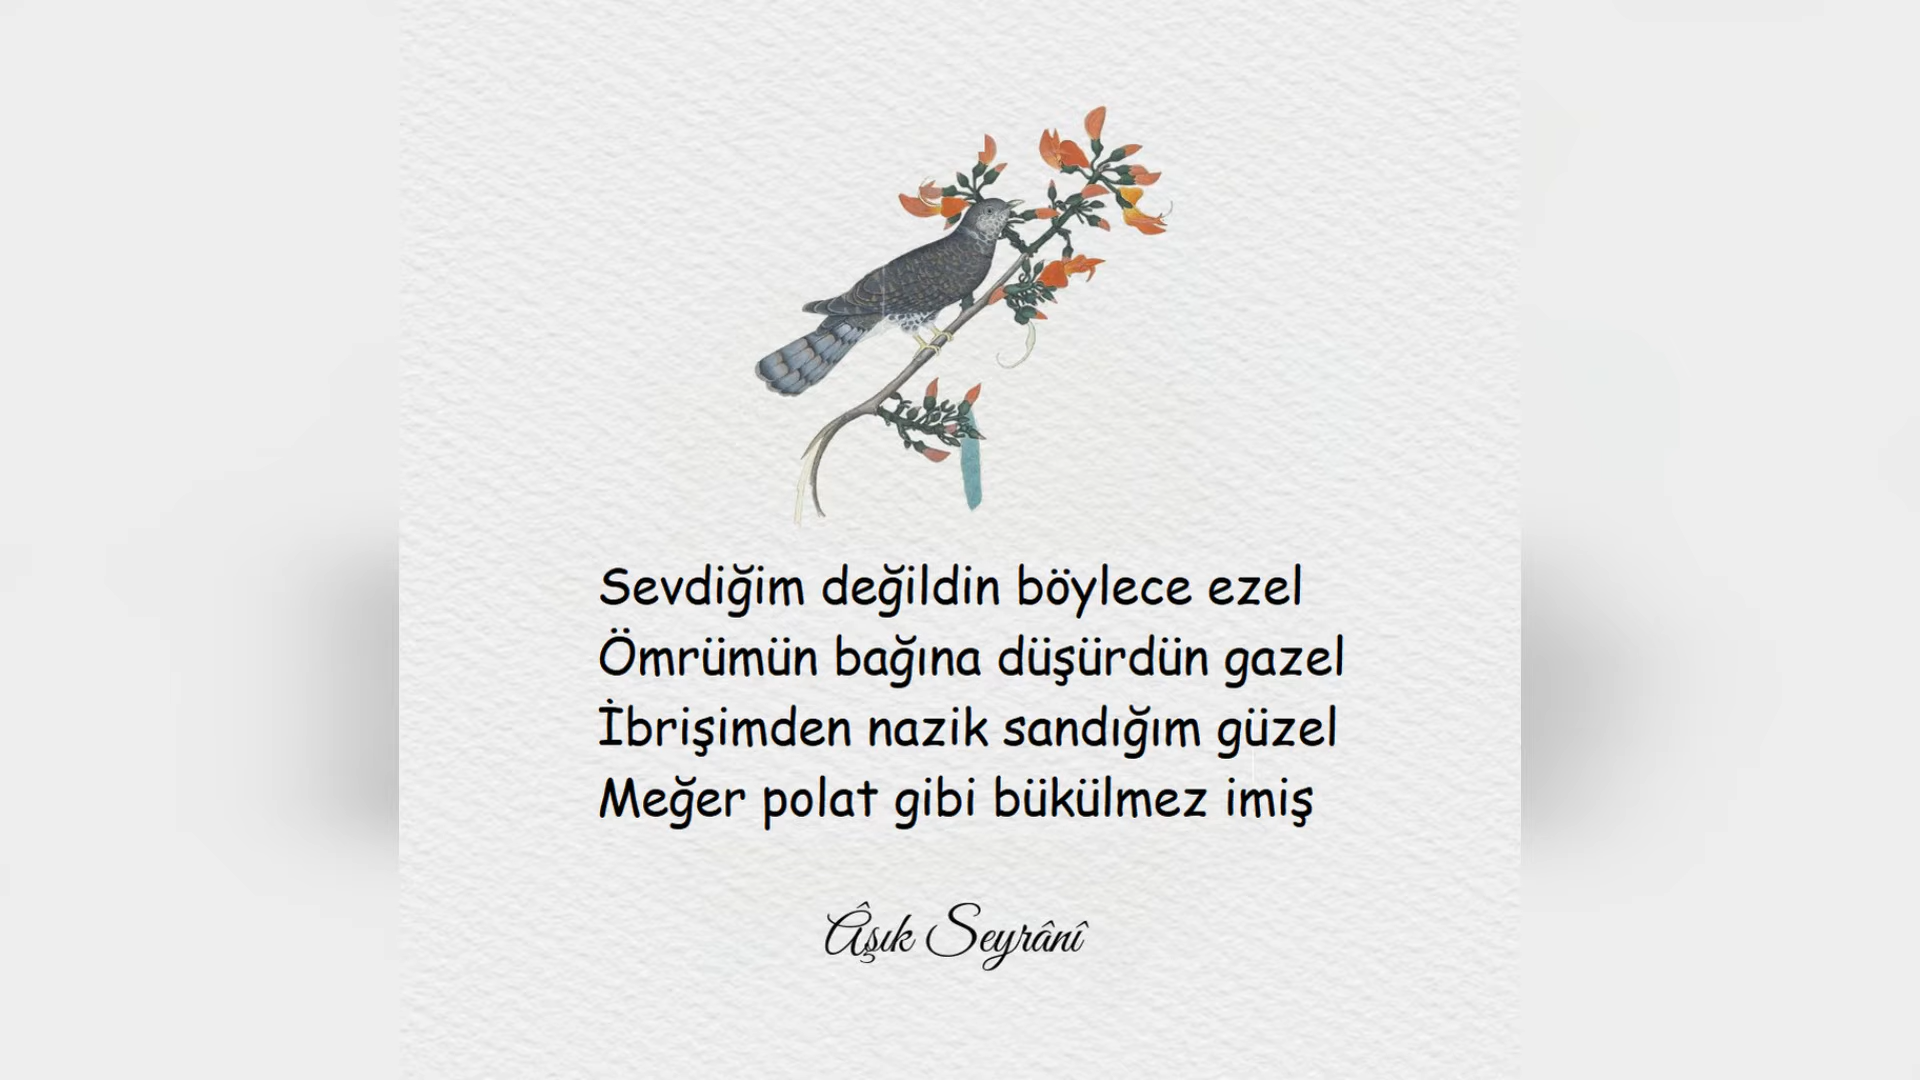 Sevdiğim değildin böylece ezel
Ömrümün bağına düşürdün gazel
İbrişimden nazik sandığım güzel
Meğer polat gibi bükülmez imiş
Âşık Seyrânî